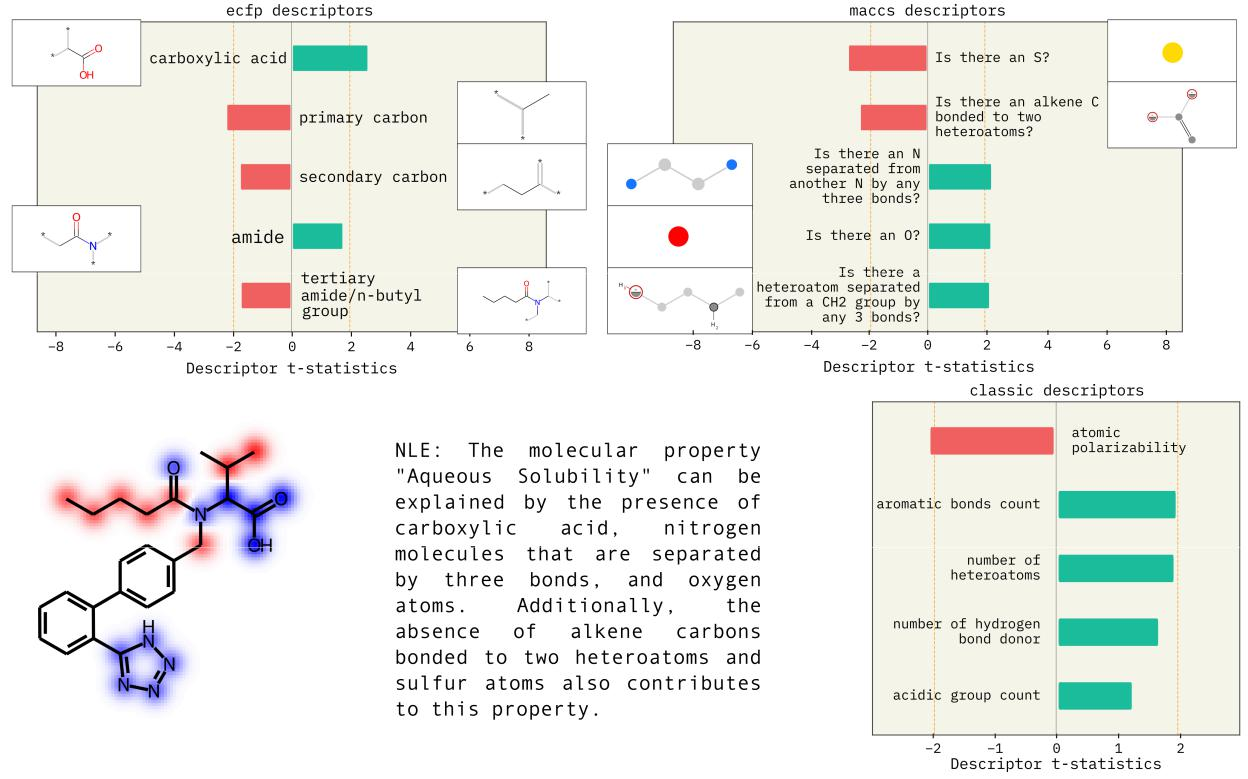 ecfp descriptors
carboxylic acid
primary carbon
secondary carbon
amide
tertiary
amide/n-butyl
group
* * O OH
* *
* * *
O * * N *
O N * * *
−8 −6 −4 −2 0 2 4 6 8
Descriptor t-statistics
maccs descriptors
Is there an S?
Is there an alkene C
bonded to two
heteroatoms?
Is there an N
separated from
another N by any
three bonds?
Is there an O?
Is there a
heteroatom separated
from a CH2 group by
any 3 bonds?
−8 −6 −4 −2 0 2 4 6 8
Descriptor t-statistics
O
N
O
OH
H
N
N
N
N
NLE: The molecular property
"Aqueous Solubility" can be
explained by the presence of
carboxylic acid, nitrogen
molecules that are separated
by three bonds, and oxygen
atoms. Additionally, the
absence of alkene carbons
bonded to two heteroatoms and
sulfur atoms also contributes
to this property.
classic descriptors
atomic
polarizability
aromatic bonds count
number of
heteroatoms
number of hydrogen
bond donor
acidic group count
−2 −1 0 1 2
Descriptor t-statistics